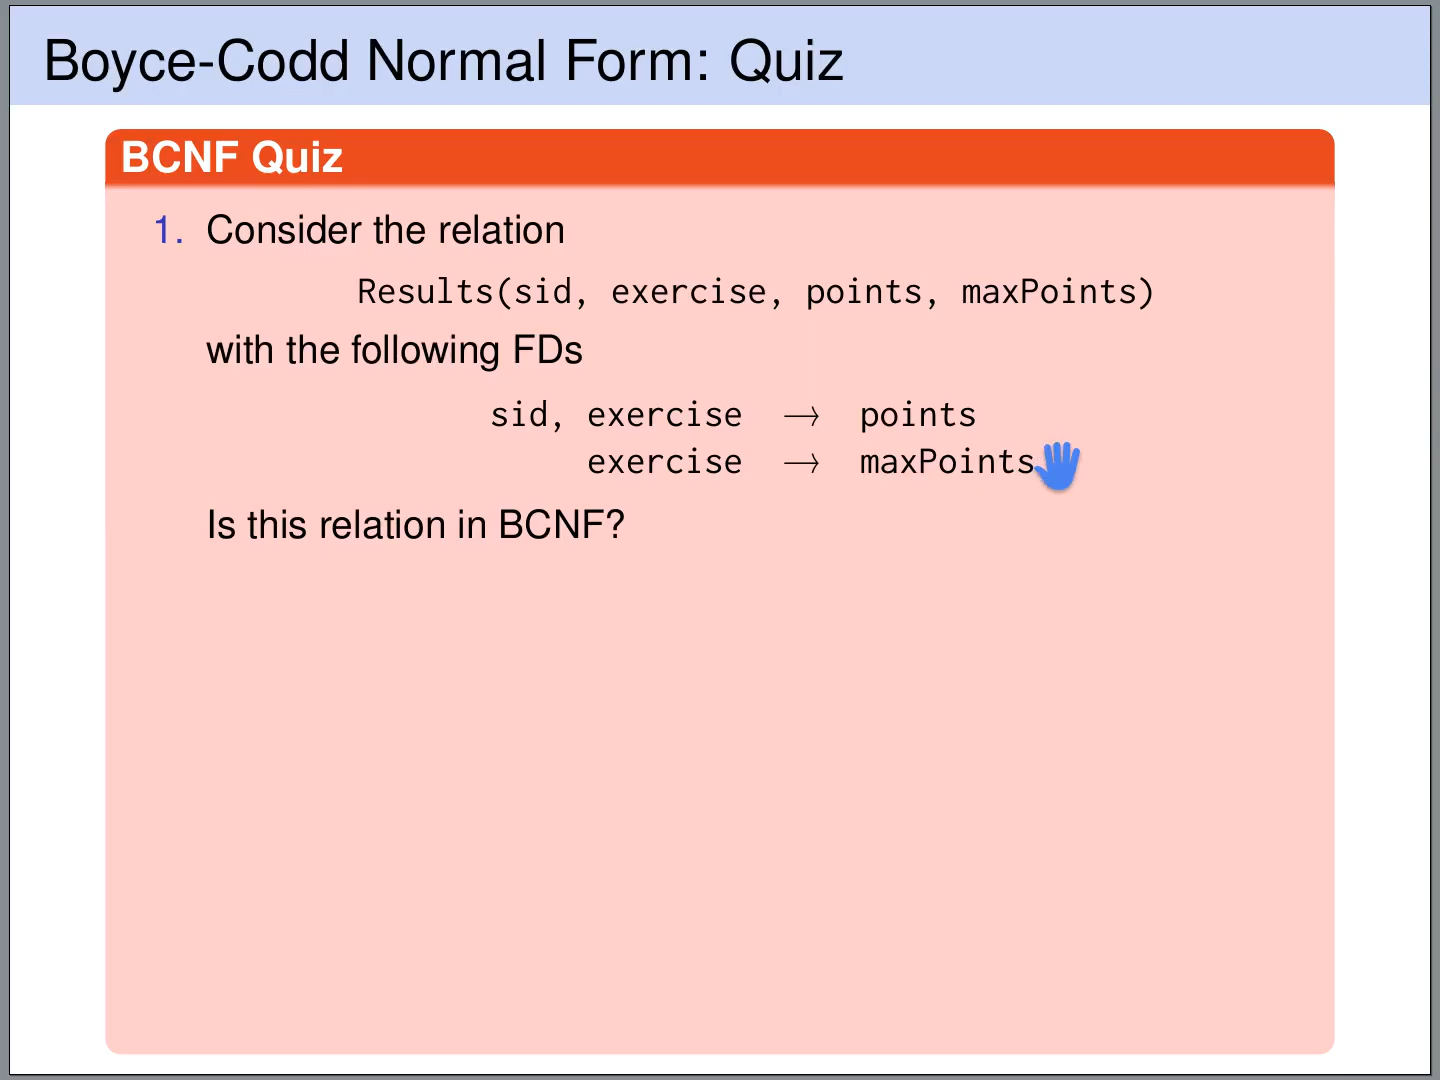 Boyce-Codd Normal Form: Quiz
BCNF Quiz
1. Consider the relation
Results(sid, exercise, points, maxPoints)
with the following FDs
sid, exercise → points
exercise → maxPoints
Is this relation in BCNF?